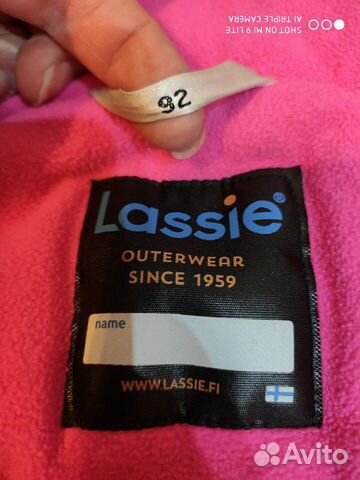 SHOT ON MI 9 LITE
AI TRIPLE CAMERA
92
Lassie®
OUTERWEAR
SINCE 1959
name
WWW.LASSIE.FI
Avito